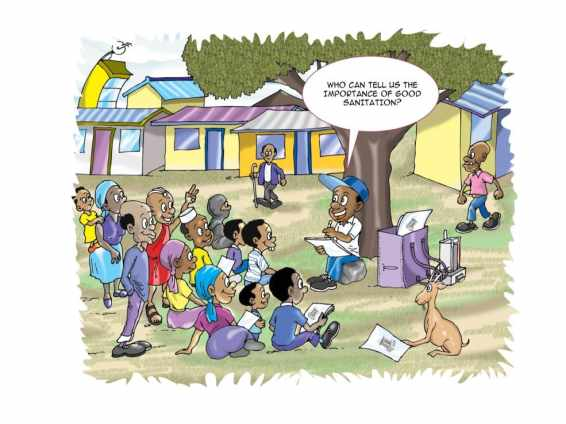 WHO CAN TELL US THE
IMPORTANCE OF GOOD
SANITATION?